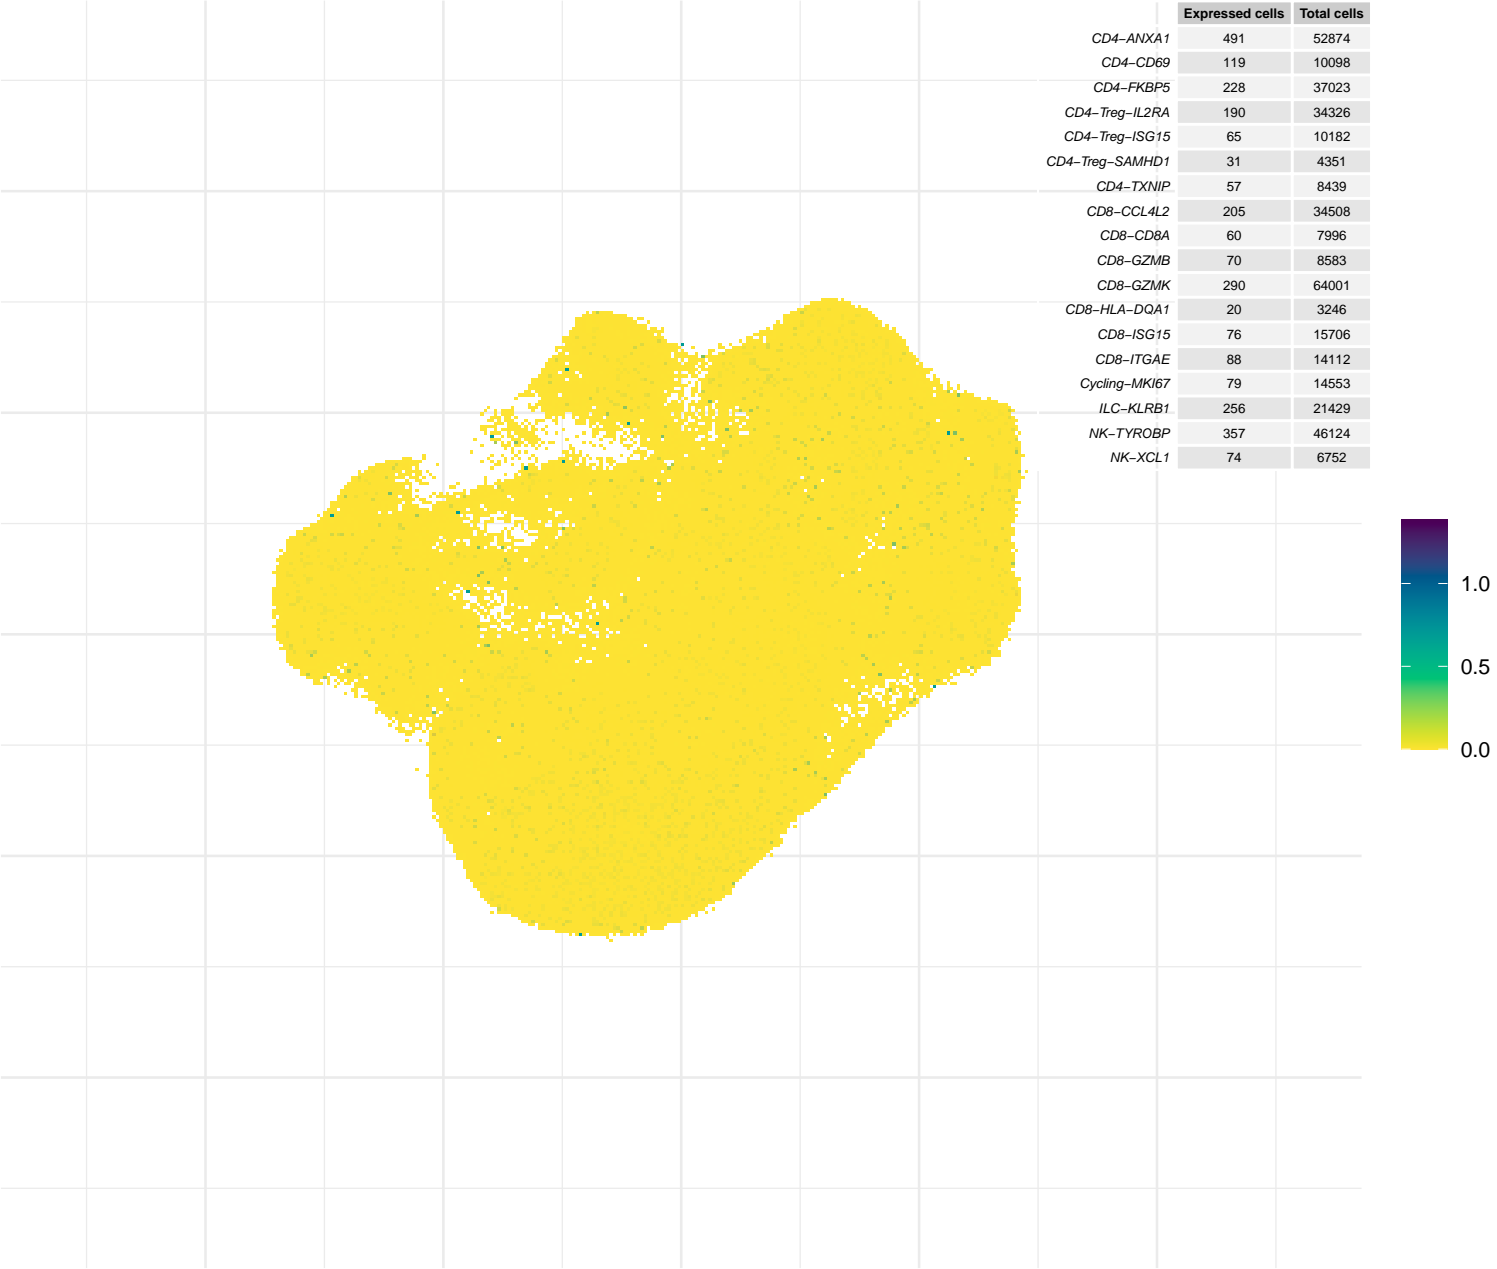 Expressed cells Total cells
CD4−ANXA1 491 52874
CD4−CD69 119 10098
CD4−FKBP5 228 37023
CD4−Treg−IL2RA 190 34326
CD4−Treg−ISG15 65 10182
CD4−Treg−SAMHD1 31 4351
CD4−TXNIP 57 8439
CD8−CCL4L2 205 34508
CD8−CD8A 60 7996
CD8−GZMB 70 8583
CD8−GZMK 290 64001
CD8−HLA−DQA1 20 3246
CD8−ISG15 76 15706
CD8−ITGAE 88 14112
Cycling−MKI67 79 14553
ILC−KLRB1 256 21429
NK−TYROBP 357 46124
NK−XCL1 74 6752
1.0
0.5
0.0